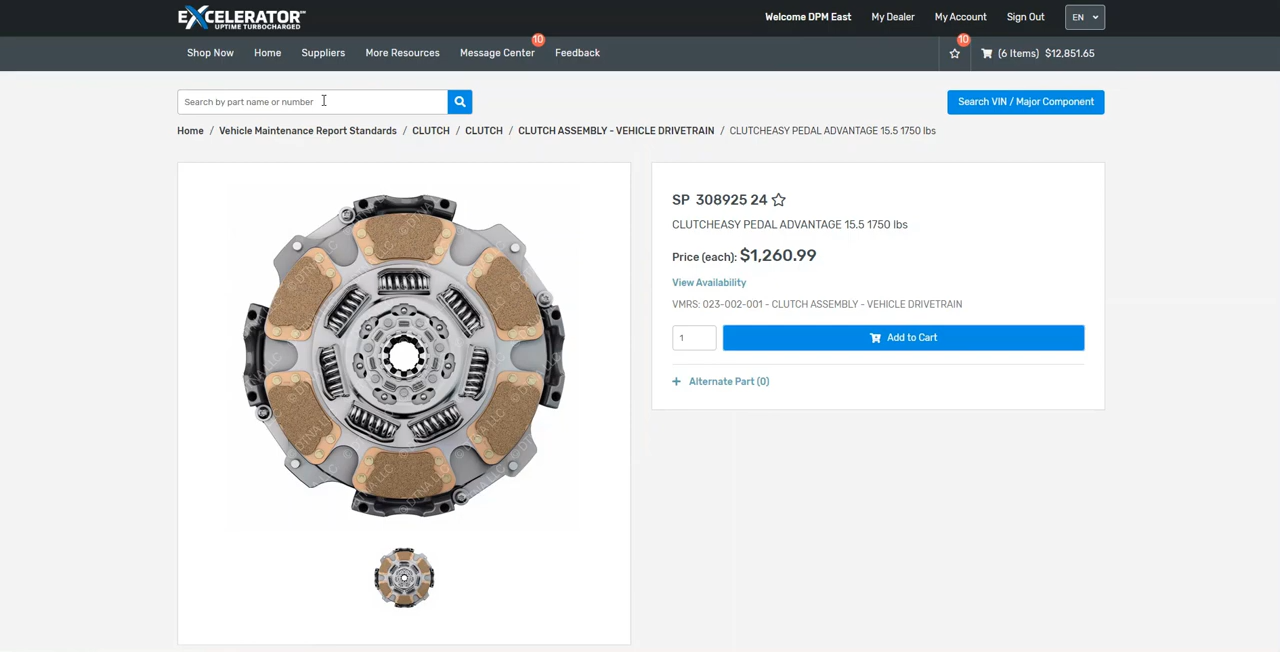 EXCELERATOR
UPTIME TURBOCHARGED
Welcome DPM East My Dealer My Account Sign Out EN
Shop Now Home Suppliers More Resources Message Center 10 Feedback 10 (6 Items) $12,851.65
Search by part name or number Search VIN / Major Component
Home / Vehicle Maintenance Report Standards / CLUTCH / CLUTCH / CLUTCH ASSEMBLY - VEHICLE DRIVETRAIN / CLUTCHEASY PEDAL ADVANTAGE 15.5 1750 lbs
SP 308925 24
CLUTCHEASY PEDAL ADVANTAGE 15.5 1750 lbs
Price (each): $1,260.99
View Availability
VMRS: 023-002-001 - CLUTCH ASSEMBLY - VEHICLE DRIVETRAIN
1 Add to Cart
+ Alternate Part (0)
© DTNA LLC